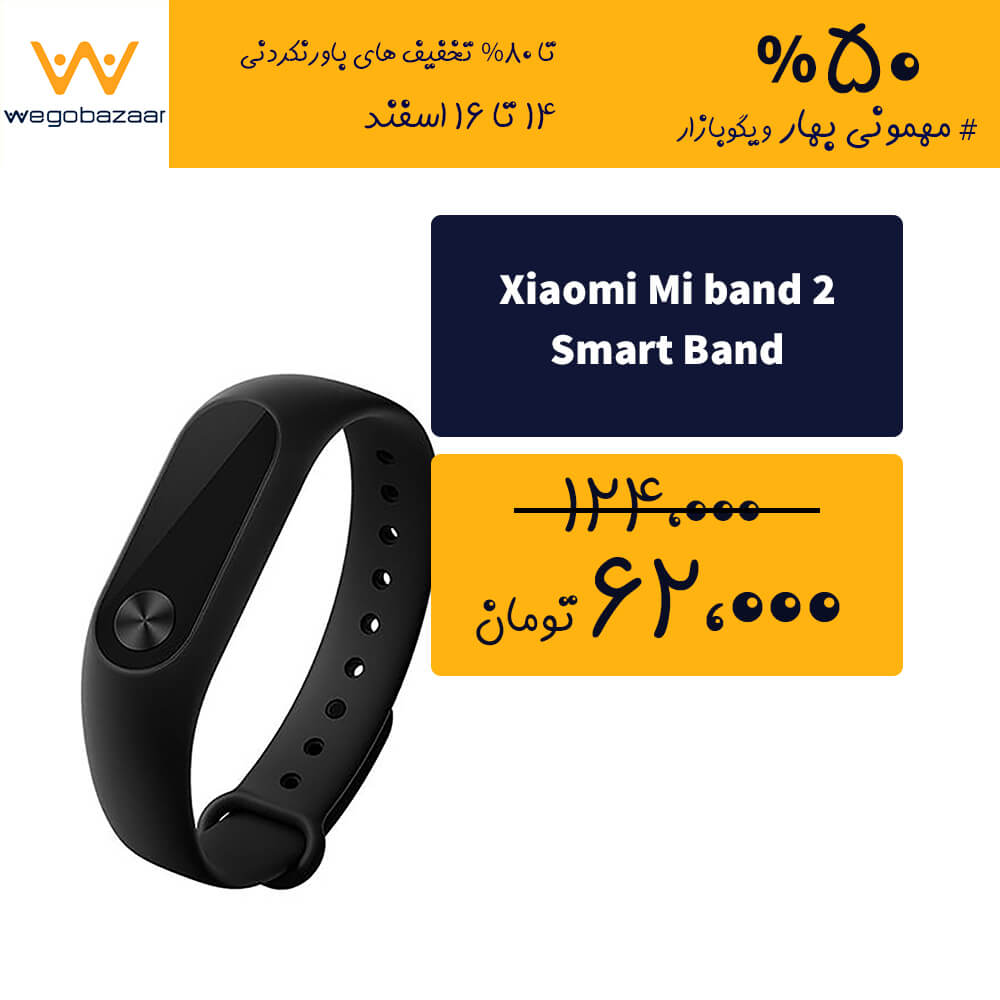 wegobazaar
%۵۰
# مهمونی بهار ویگوبازار
تا ۸۰% تخفیف های باورنکردنی
۱۴ تا ۱۶ اسفند
Xiaomi Mi band 2
Smart Band
۱۲۴,۰۰۰
۶۲,۰۰۰ تومان